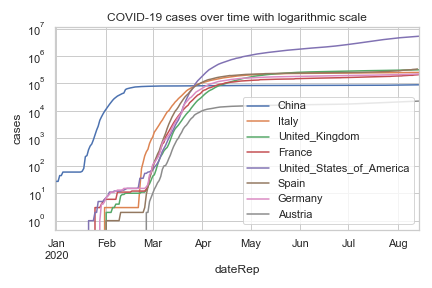 COVID-19 cases over time with logarithmic scale
cases
10^7
10^6
10^5
10^4
10^3
10^2
10^1
10^0
China
Italy
United_Kingdom
France
United_States_of_America
Spain
Germany
Austria
Jan Feb Mar Apr May Jun Jul Aug
2020
dateRep